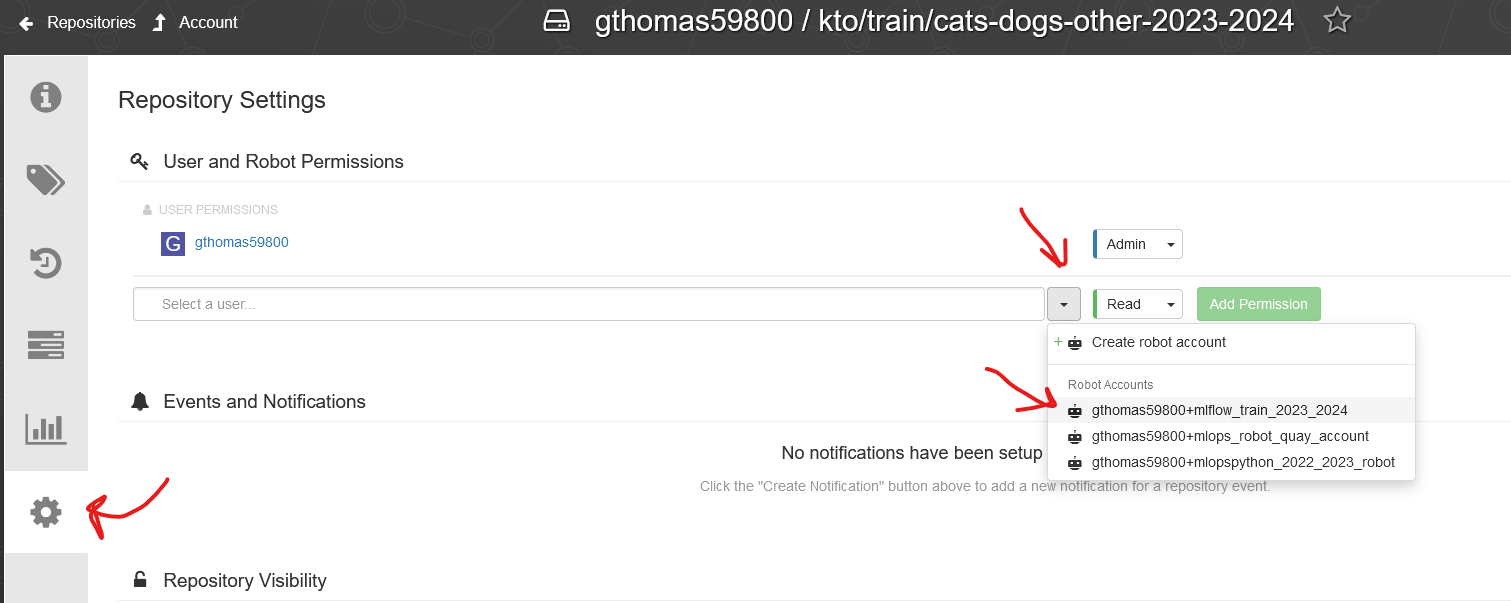 Repositories Account gthomas59800 / kto/train/cats-dogs-other-2023-2024
Repository Settings
User and Robot Permissions
USER PERMISSIONS
G gthomas59800 Admin
Select a user... Read Add Permission
+ Create robot account
Robot Accounts
gthomas59800+mlflow_train_2023_2024
gthomas59800+mlops_robot_quay_account
gthomas59800+mlopspython_2022_2023_robot
Events and Notifications
No notifications have been setup
Click the "Create Notification" button above to add a new notification for a repository event.
Repository Visibility